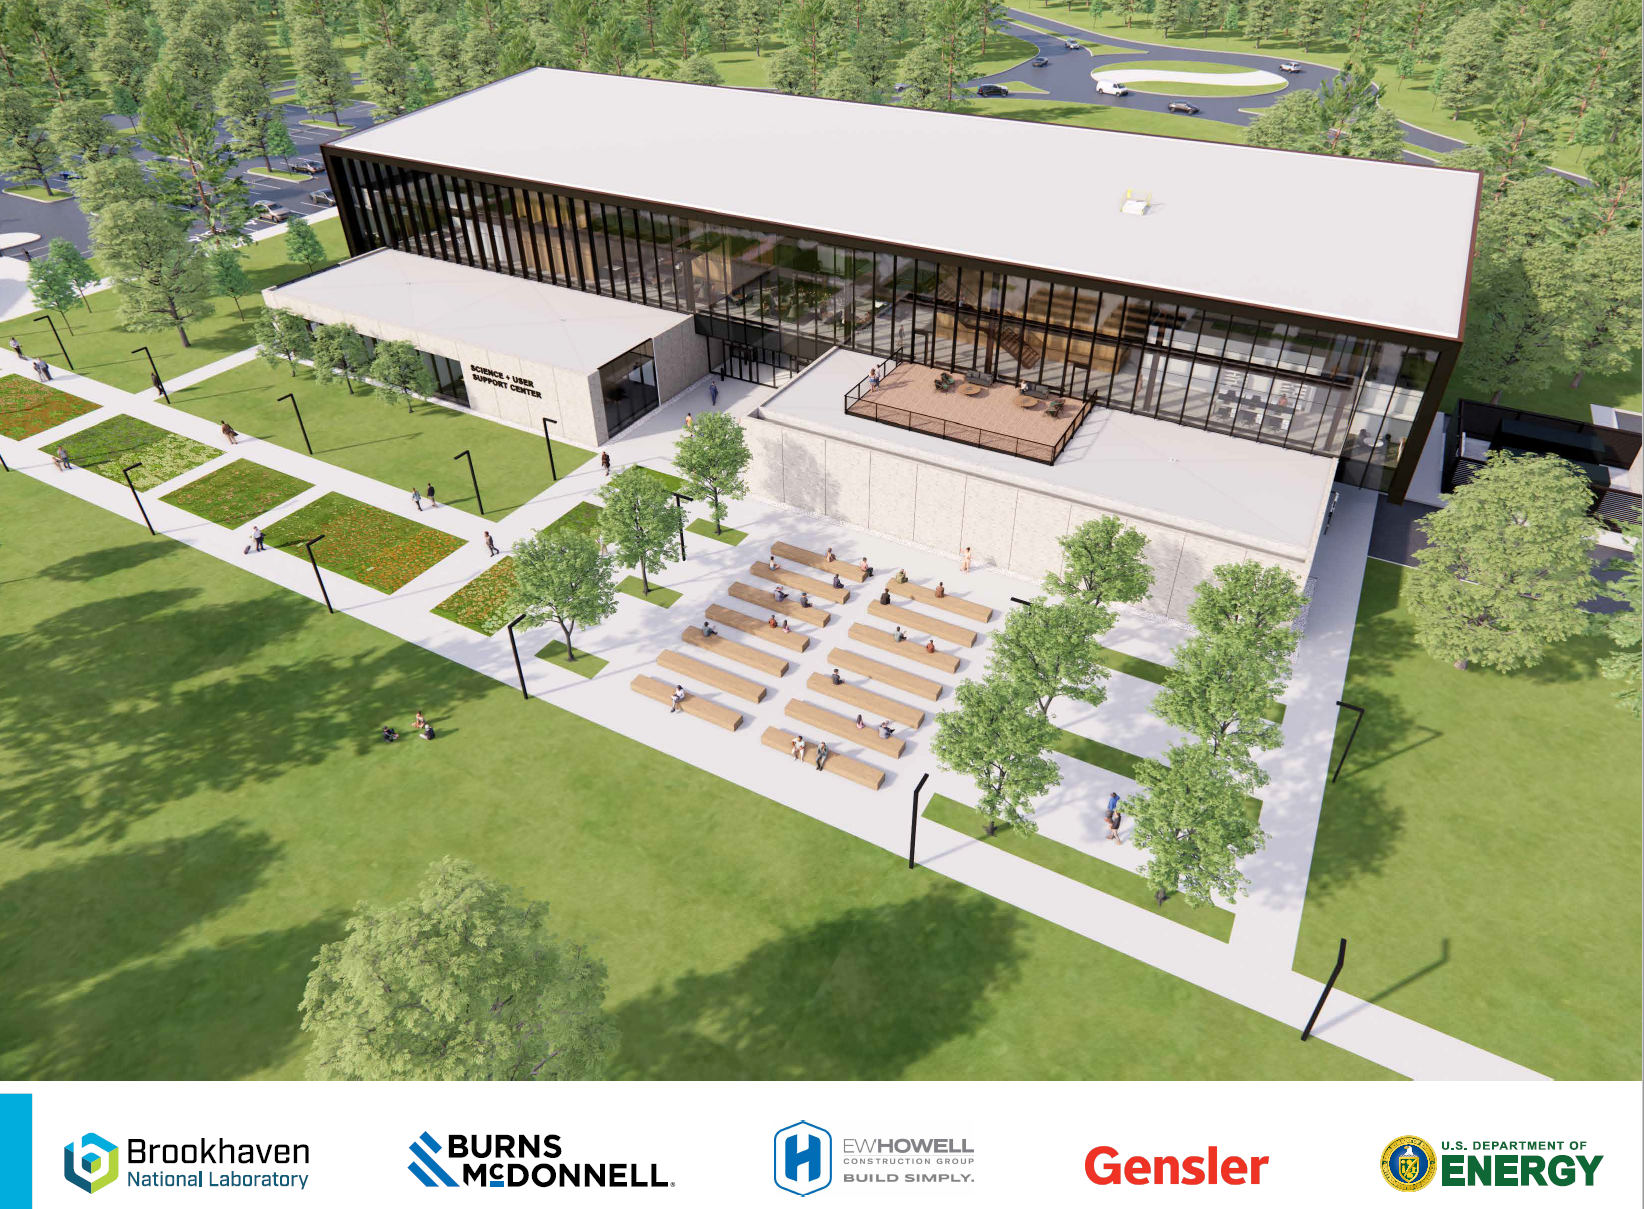 SCIENCE + USER
SUPPORT CENTER
Brookhaven
National Laboratory
BURNS
McDONNELL.
EWHOWELL
CONSTRUCTION GROUP
BUILD SIMPLY.
Gensler
U.S. DEPARTMENT OF
ENERGY